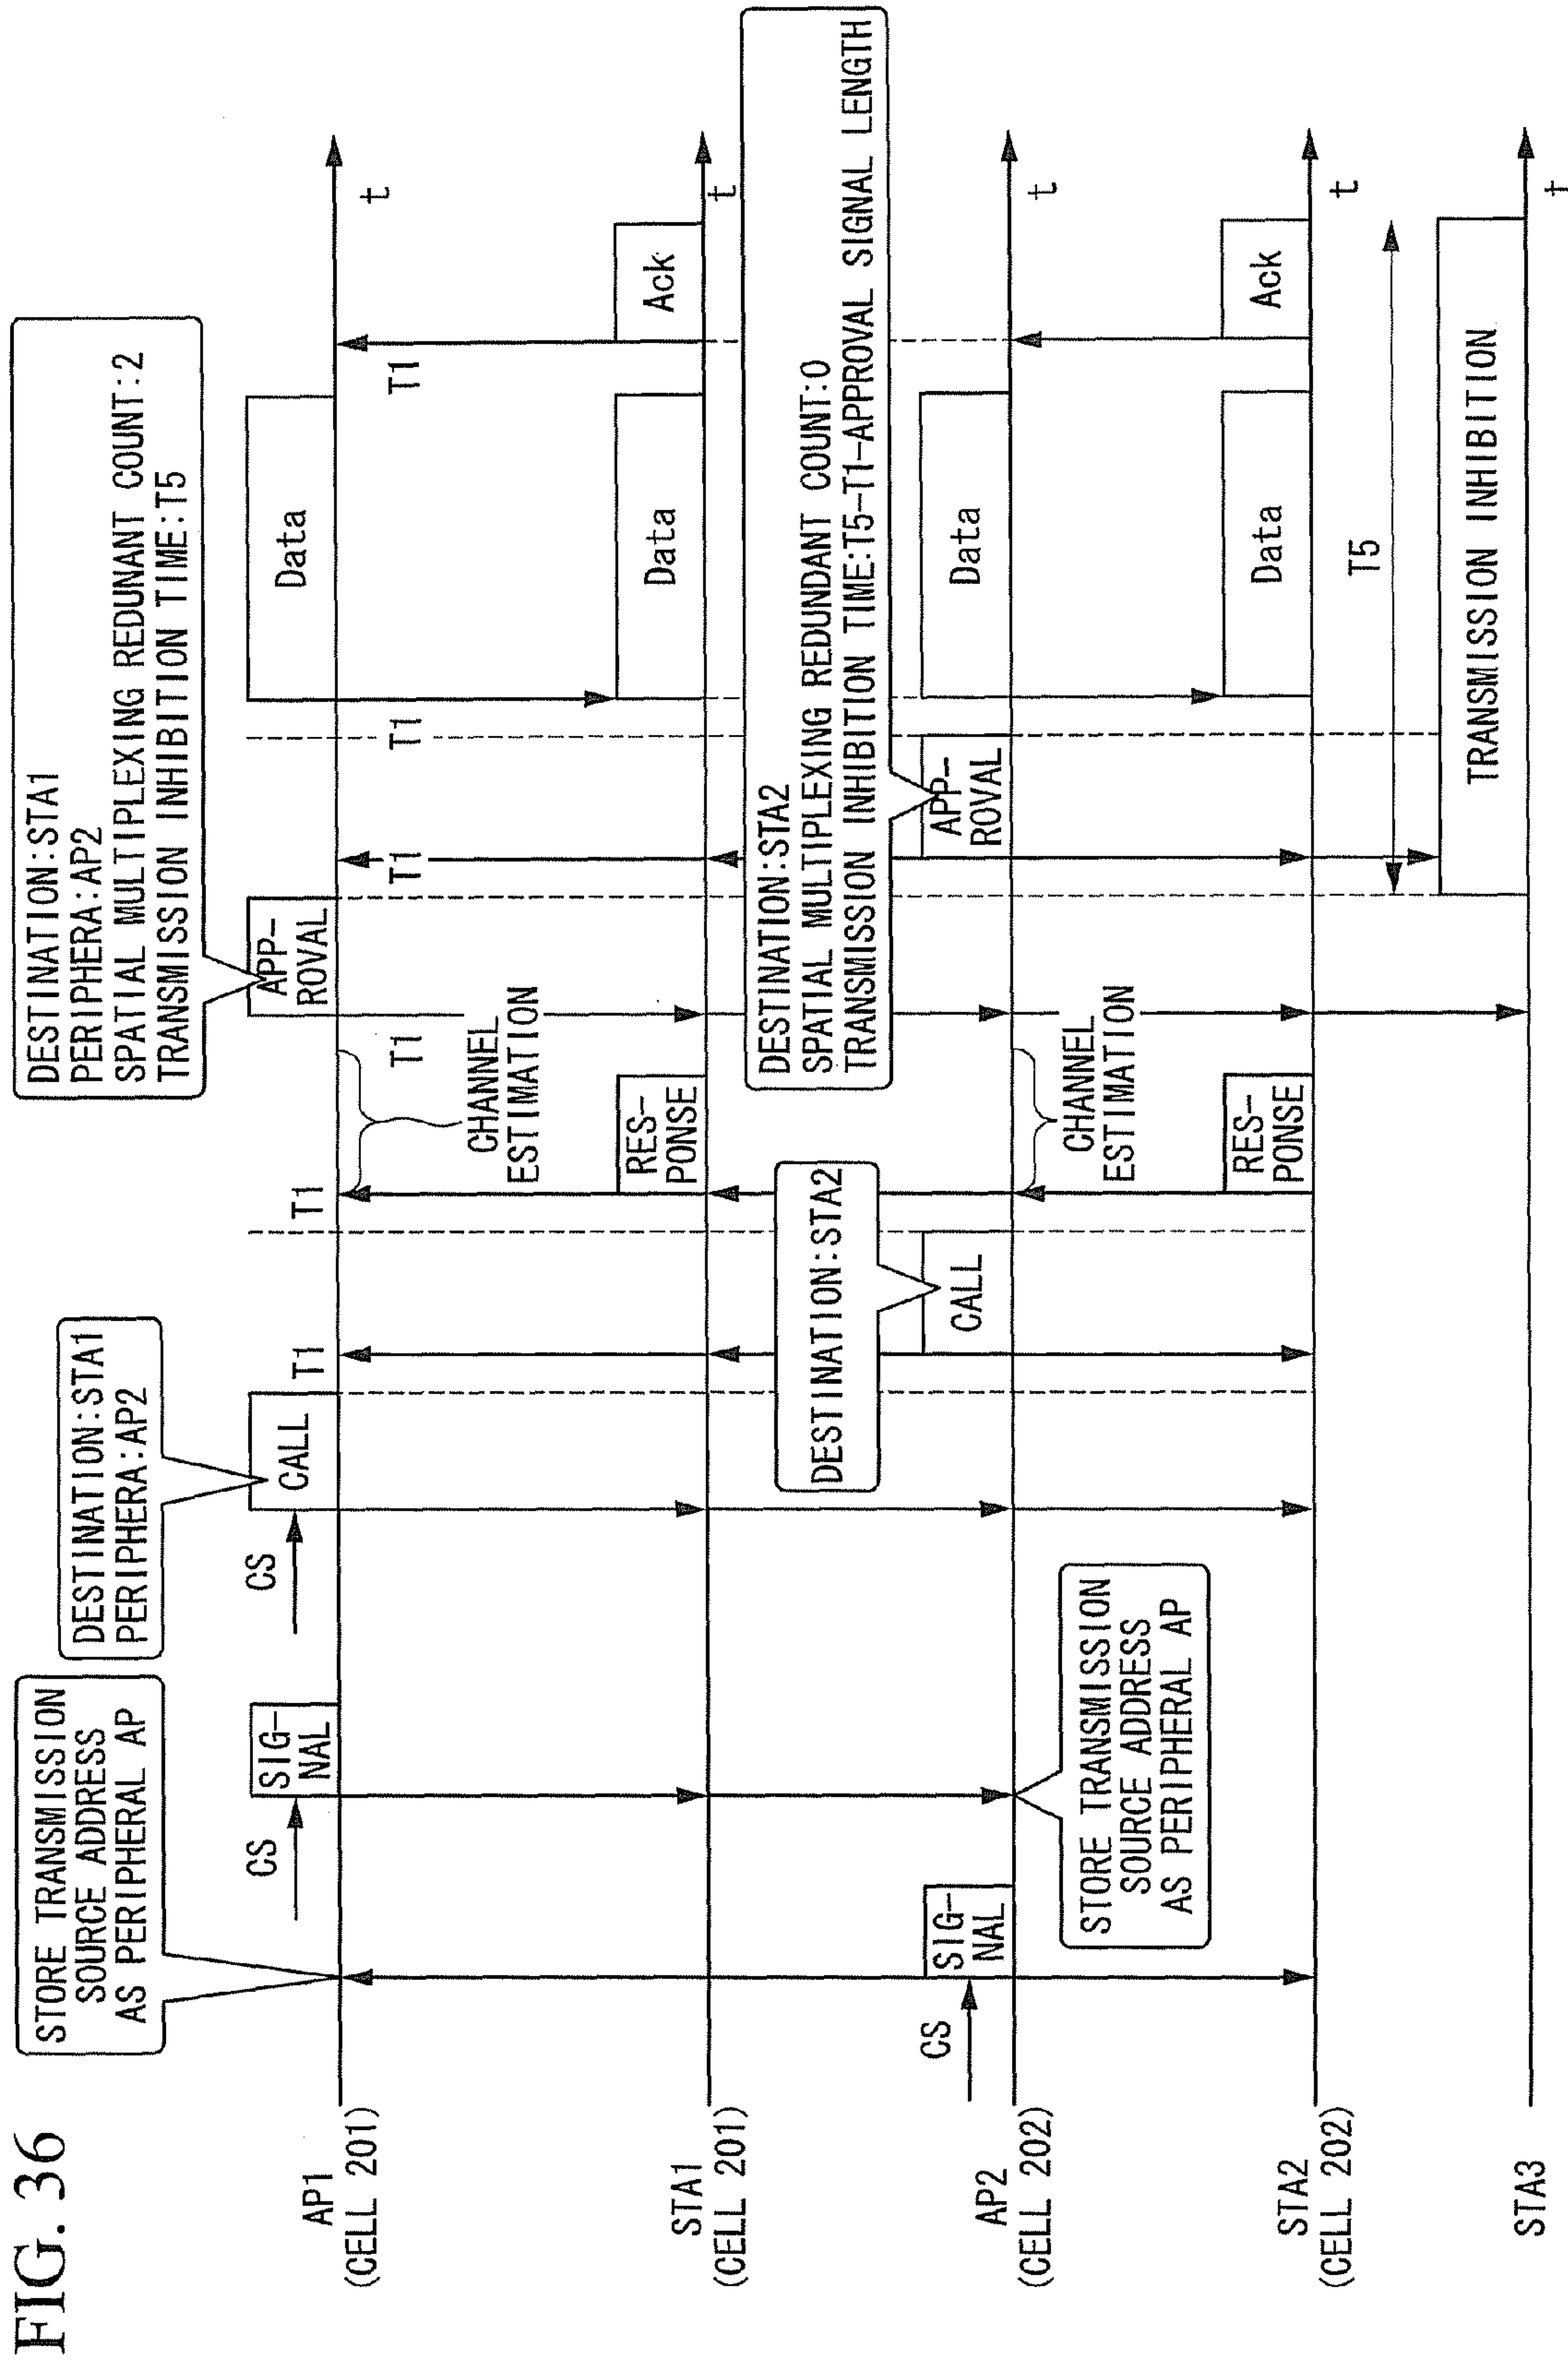 FIG. 36
STORE TRANSMISSION
SOURCE ADDRESS
AS PERIPHERAL AP
DESTINATION:STA1
PERIPHERA:AP2
DESTINATION:STA1
PERIPHERA:AP2
SPATIAL MULTIPLEXING REDUNANT COUNT:2
TRANSMISSION INHIBITION TIME:T5
AP1
(CELL 201)
CS
SIG-
NAL
CS
CALL
T1
T1
APP-
ROVAL
Data
t
T1
T1
T1
T1
CHANNEL
ESTIMATION
STA1
(CELL 201)
RES-
PONSE
Data
Ack
t
DESTINATION:STA2
DESTINATION:STA2
SPATIAL MULTIPLEXING REDUNDANT COUNT:0
TRANSMISSION INHIBITION TIME:T5-T1-APPROVAL SIGNAL LENGTH
AP2
(CELL 202)
CS
SIG-
NAL
CALL
APP-
ROVAL
Data
t
STORE TRANSMISSION
SOURCE ADDRESS
AS PERIPHERAL AP
CHANNEL
ESTIMATION
STA2
(CELL 202)
RES-
PONSE
Data
Ack
t
T5
STA3
TRANSMISSION INHIBITION
t